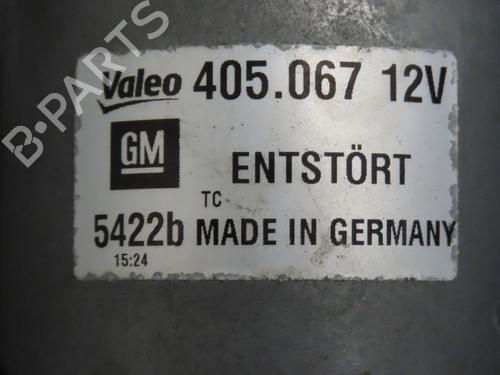 B-PARTS
Valeo 405.067 12V
GM
ENTSTÖRT
TC
5422b MADE IN GERMANY
15:24